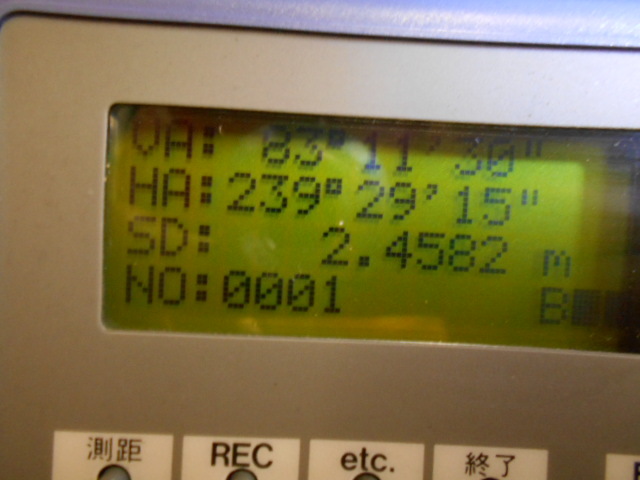 VA: 83°11'30"
HA:239°29'15"
SD: 2.4582 m
NO:0001 B
測距 REC etc. 終了